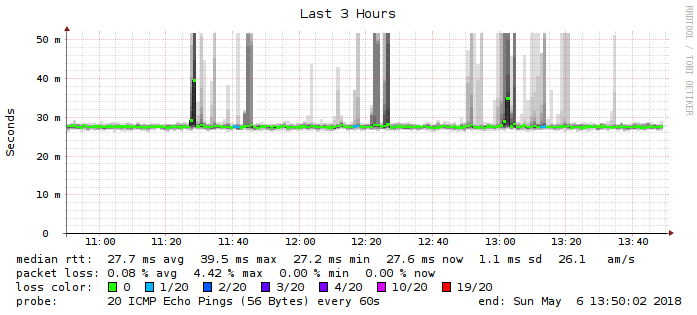 Last 3 Hours
RRDTOOL / TOBI OETIKER
Seconds
50 m
40 m
30 m
20 m
10 m
0
11:00 11:20 11:40 12:00 12:20 12:40 13:00 13:20 13:40
median rtt: 27.7 ms avg 39.5 ms max 27.2 ms min 27.6 ms now 1.1 ms sd 26.1 am/s
packet loss: 0.08 % avg 4.42 % max 0.00 % min 0.00 % now
loss color: 0 1/20 2/20 3/20 4/20 10/20 19/20
probe: 20 ICMP Echo Pings (56 Bytes) every 60s end: Sun May 6 13:50:02 2018